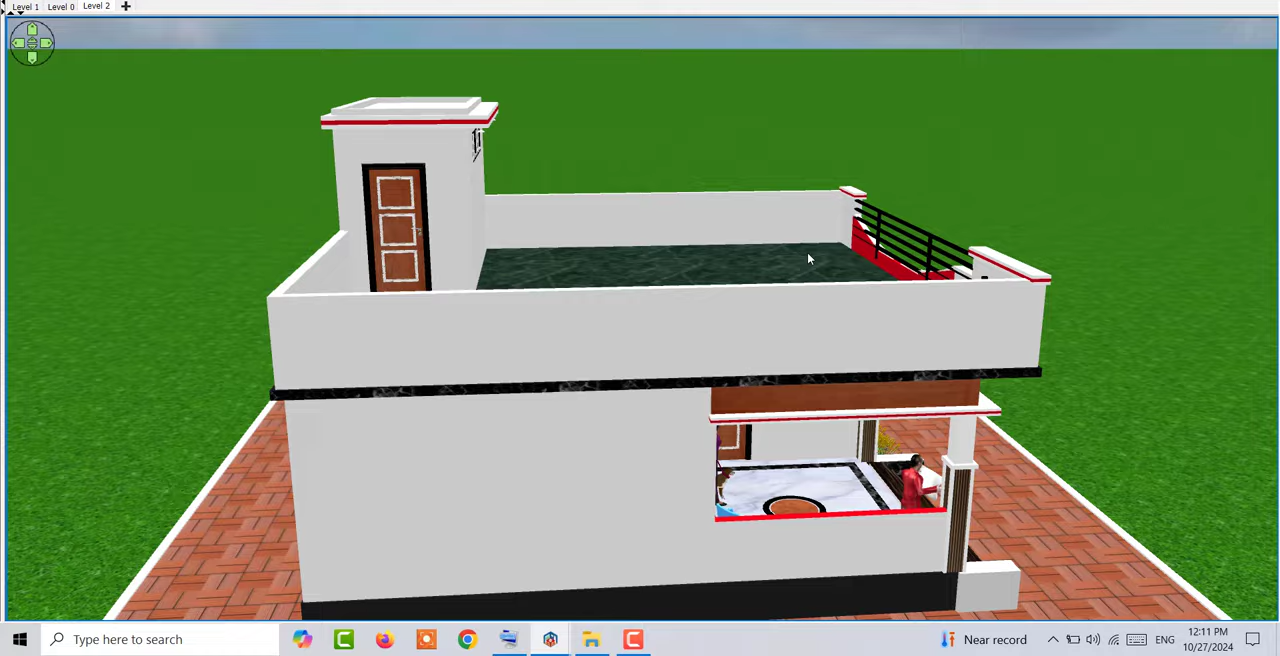 Level 1 Level 0 Level 2
Type here to search
Near record
ENG
12:11 PM
10/27/2024